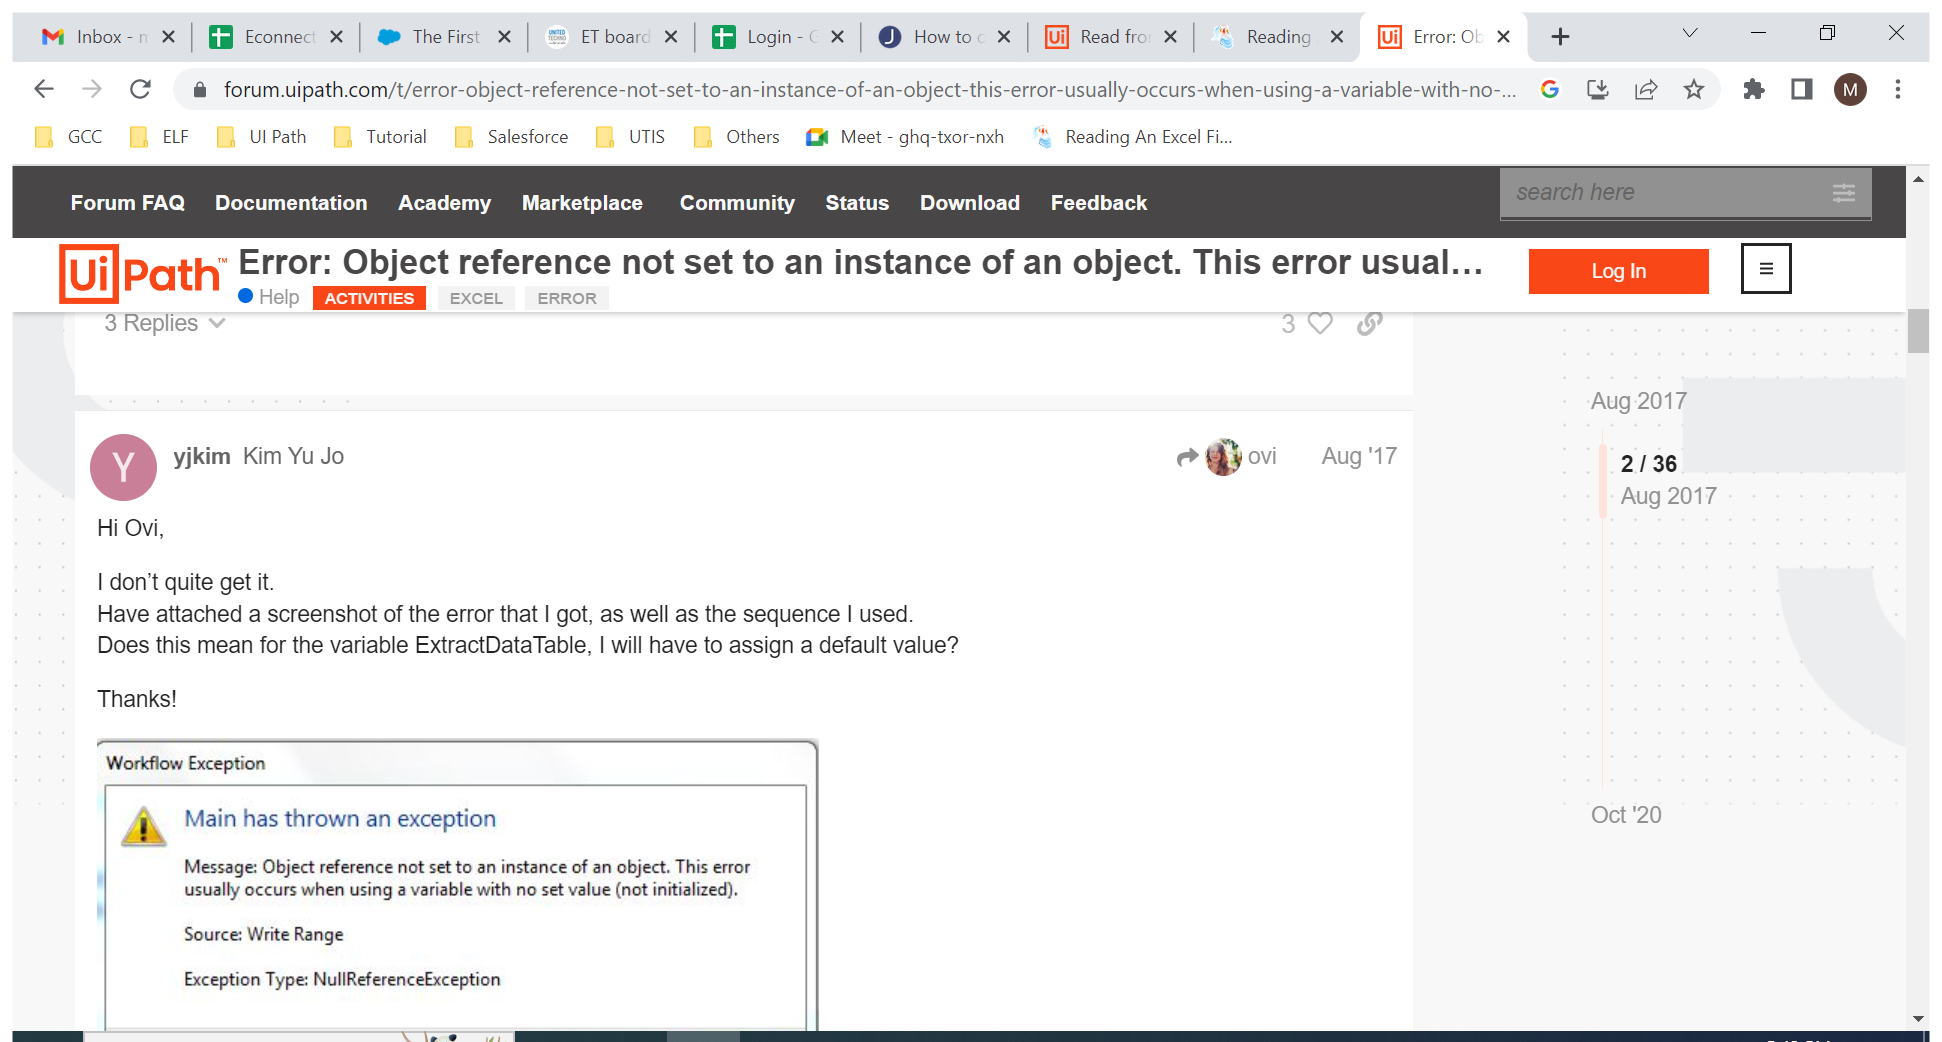 Inbox - m
Econnect
The First
ET board
Login - G
How to c
Read fro
Reading
Error: Ob
forum.uipath.com/t/error-object-reference-not-set-to-an-instance-of-an-object-this-error-usually-occurs-when-using-a-variable-with-no-...
M
GCC
ELF
UI Path
Tutorial
Salesforce
UTIS
Others
Meet - ghq-txor-nxh
Reading An Excel Fi...
Forum FAQ
Documentation
Academy
Marketplace
Community
Status
Download
Feedback
search here
UiPath™
Error: Object reference not set to an instance of an object. This error usual...
Help
ACTIVITIES
EXCEL
ERROR
Log In
3 Replies
3
Aug 2017
2 / 36
Aug 2017
Oct '20
Y
yjkim Kim Yu Jo
ovi
Aug '17
Hi Ovi,
I don't quite get it.
Have attached a screenshot of the error that I got, as well as the sequence I used.
Does this mean for the variable ExtractDataTable, I will have to assign a default value?
Thanks!
Workflow Exception
Main has thrown an exception
Message: Object reference not set to an instance of an object. This error
usually occurs when using a variable with no set value (not initialized).
Source: Write Range
Exception Type: NullReferenceException